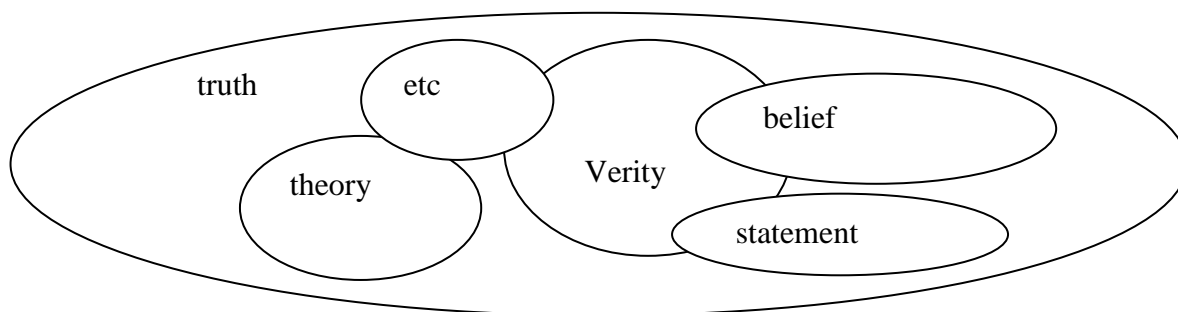 truth
etc
belief
theory
Verity
statement